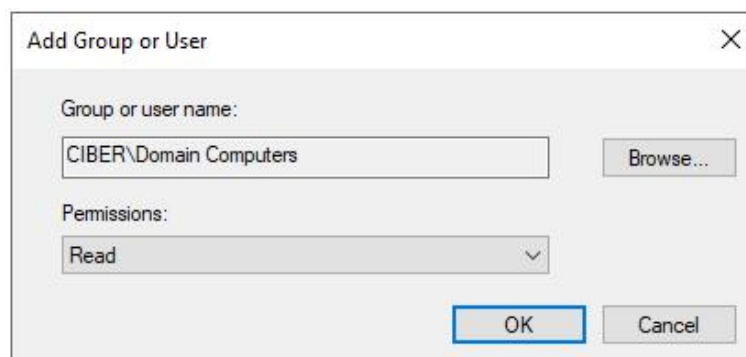 Add Group or User
Group or user name:
CIBER\Domain Computers
Browse...
Permissions:
Read
OK
Cancel